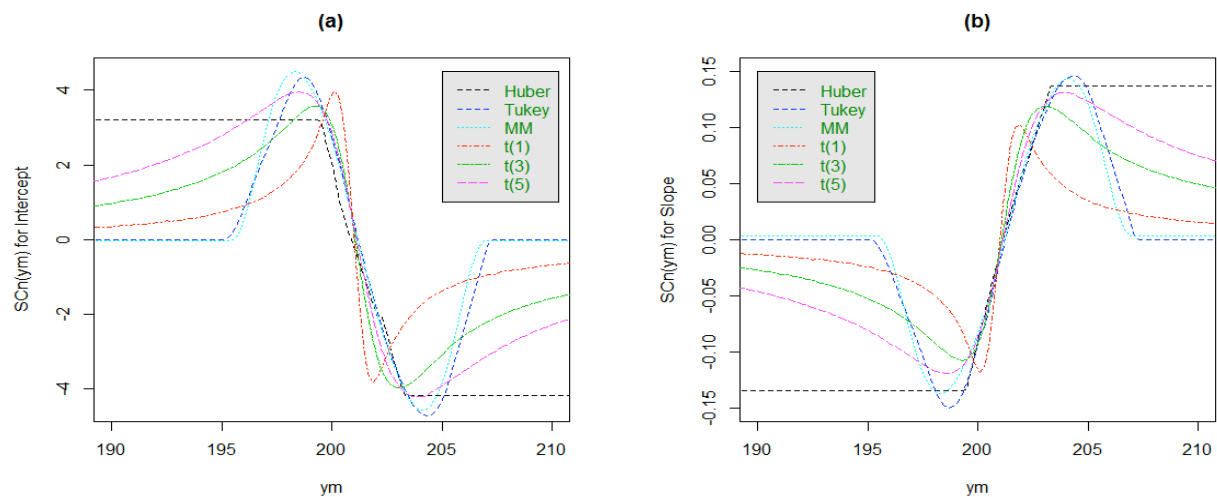 (a)
SCn(ym) for Intercept
4
2
0
-2
-4
Huber
Tukey
MM
t(1)
t(3)
t(5)
190 195 200 205 210
ym
(b)
SCn(ym) for Slope
0.15
0.10
0.05
0.00
-0.05
-0.10
-0.15
Huber
Tukey
MM
t(1)
t(3)
t(5)
190 195 200 205 210
ym